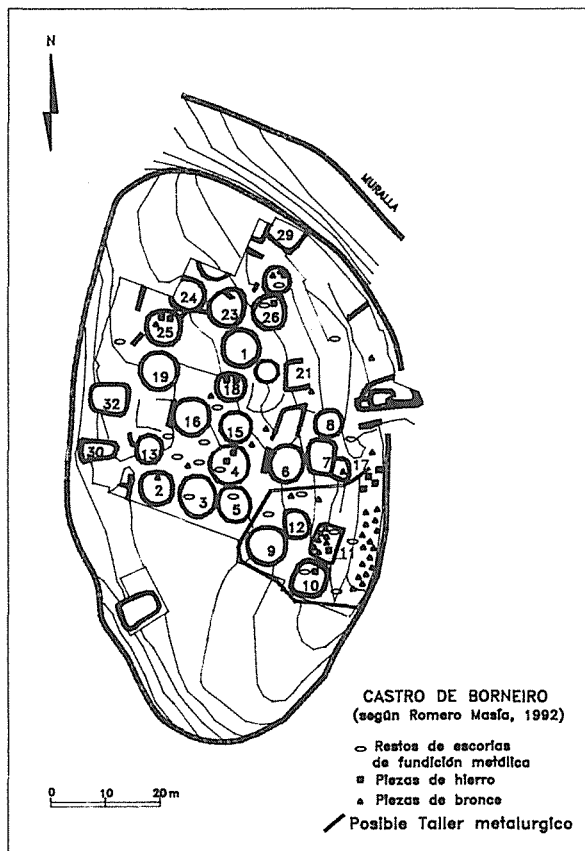 N
MURALLA
29
24
23
26
25
1
19
18
21
32
16
15
8
30
13
4
6
7
17
2
3
5
12
9
11
10
CASTRO DE BORNEIRO
(según Romero Masía, 1992)
Restos de escorias
de fundición metálica
Piezas de hierro
Piezas de bronce
Posible Taller metalurgico
0 10 20 m